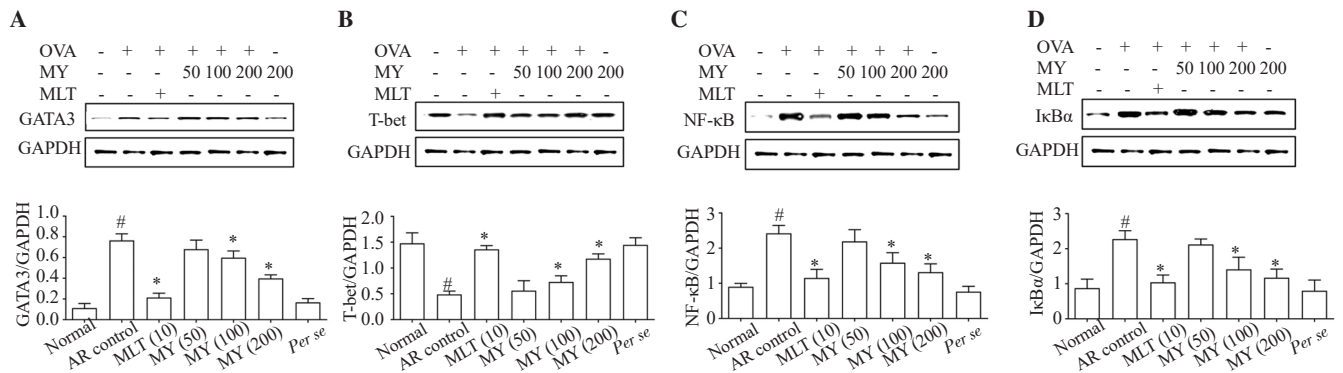 A
OVA - + + + + + -
MY - - - 50 100 200 200
MLT - - + - - - -
GATA3
GAPDH
GATA3/GAPDH
1.0
0.8
0.6
0.4
0.2
0.0
#
*
*
*
Normal
AR control
MLT (10)
MY (50)
MY (100)
MY (200)
Per se
B
OVA - + + + + + -
MY - - - 50 100 200 200
MLT - - + - - - -
T-bet
GAPDH
T-bet/GAPDH
2.0
1.5
1.0
0.5
0.0
#
*
*
*
Normal
AR control
MLT (10)
MY (50)
MY (100)
MY (200)
Per se
C
OVA - + + + + + -
MY - - - 50 100 200 200
MLT - - + - - - -
NF-κB
GAPDH
NF-κB/GAPDH
3
2
1
0
#
*
*
*
Normal
AR control
MLT (10)
MY (50)
MY (100)
MY (200)
Per se
D
OVA - + + + + + -
MY - - - 50 100 200 200
MLT - - + - - - -
IκBα
GAPDH
IκBα/GAPDH
3
2
1
0
#
*
*
*
Normal
AR control
MLT (10)
MY (50)
MY (100)
MY (200)
Per se